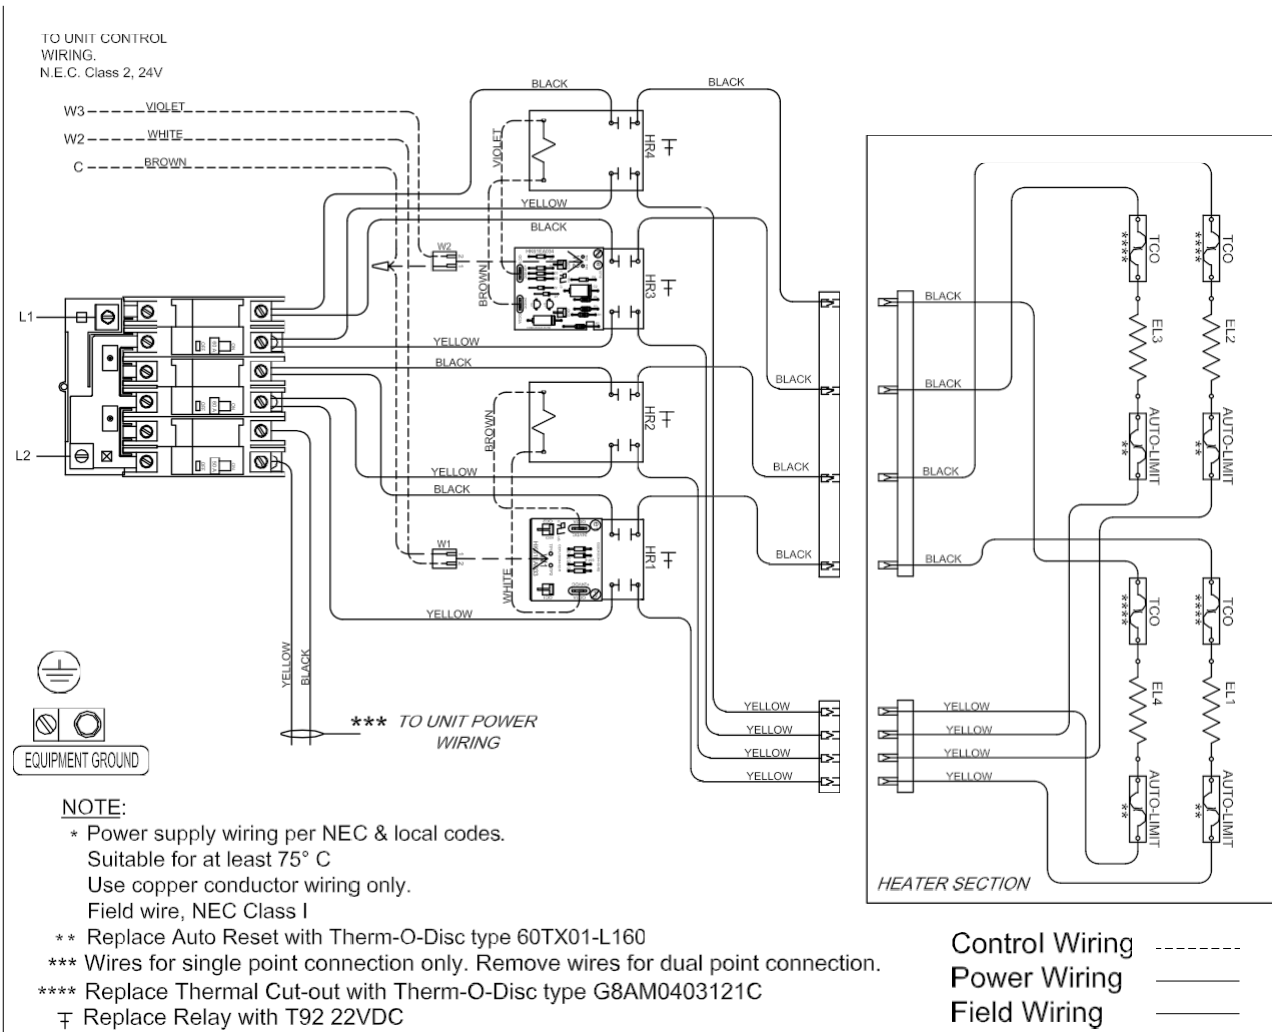 TO UNIT CONTROL
WIRING.
N.E.C. Class 2, 24V
W3
VIOLET
W2
WHITE
C
BROWN
BLACK
BLACK
VIOLET
HR4
YELLOW
BLACK
W2
BROWN
HR3
YELLOW
BLACK
BLACK
L1
L2
BROWN
HR2
YELLOW
BLACK
BLACK
W1
WHITE
HR1
BLACK
YELLOW
YELLOW
BLACK
*** TO UNIT POWER
WIRING
EQUIPMENT GROUND
YELLOW
YELLOW
YELLOW
YELLOW
BLACK
BLACK
BLACK
BLACK
YELLOW
YELLOW
YELLOW
YELLOW
TCO
****
TCO
****
EL3
EL2
AUTO-LIMIT
**
AUTO-LIMIT
**
TCO
****
TCO
****
EL4
EL1
AUTO-LIMIT
**
AUTO-LIMIT
**
HEATER SECTION
NOTE:
* Power supply wiring per NEC & local codes.
Suitable for at least 75° C
Use copper conductor wiring only.
Field wire, NEC Class I
** Replace Auto Reset with Therm-O-Disc type 60TX01-L160
*** Wires for single point connection only. Remove wires for dual point connection.
**** Replace Thermal Cut-out with Therm-O-Disc type G8AM0403121C
Replace Relay with T92 22VDC
Control Wiring
Power Wiring
Field Wiring